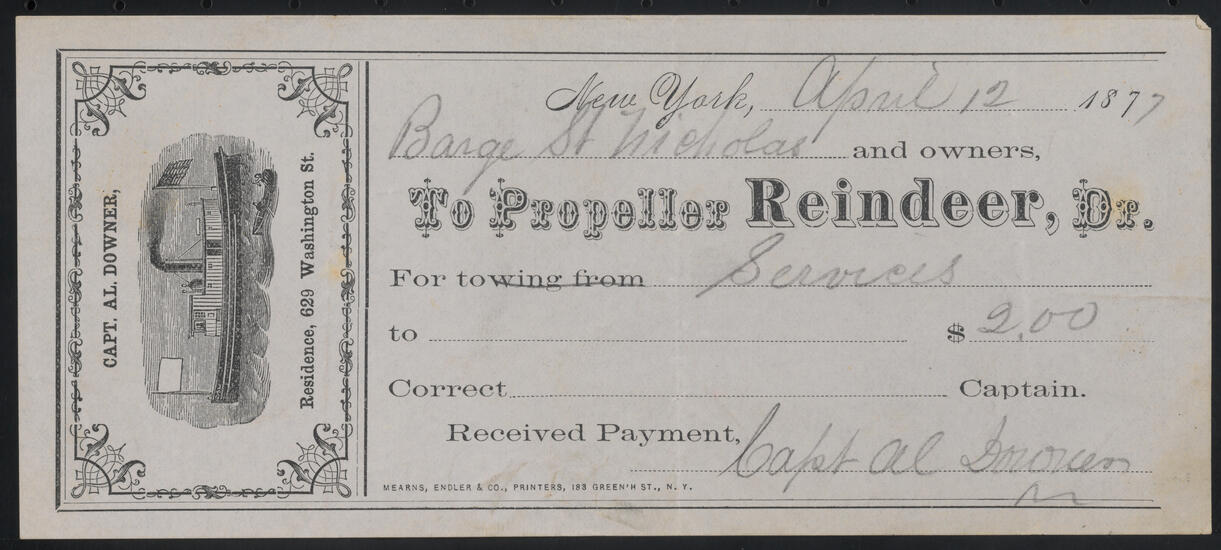 CAPT. AL. DOWNER,
Residence, 629 Washington St.
New York, April 12 1877
Barge St Nicholas and owners,
To Propeller Reindeer, Dr.
For towing from Services
to $ 2.00
Correct Captain.
Received Payment,
Capt Al Downer
MEARNS, ENDLER & CO., PRINTERS, 183 GREEN'H ST., N. Y.